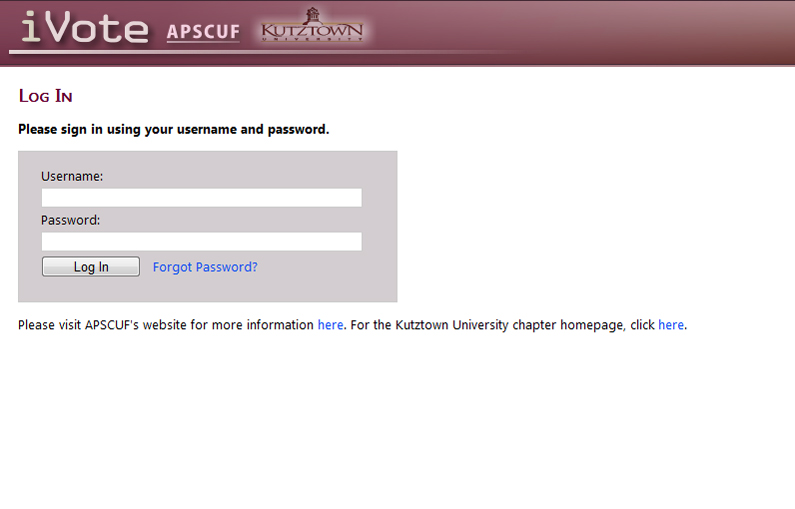 iVote APSCUF KUTZTOWN
UNIVERSITY
Log In
Please sign in using your username and password.
Username:
Password:
Log In Forgot Password?
Please visit APSCUF's website for more information here. For the Kutztown University chapter homepage, click here.